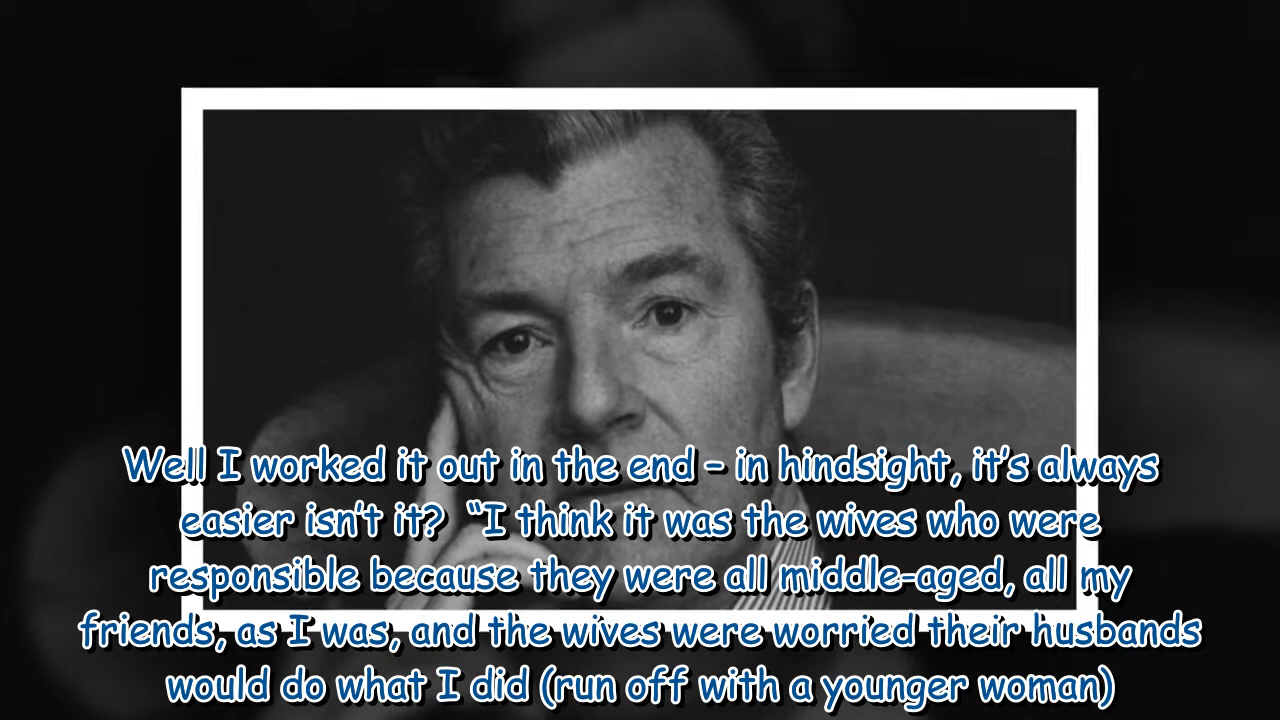 Well I worked it out in the end – in hindsight, it's always
easier isn't it?  “I think it was the wives who were
responsible because they were all middle-aged, all my
friends, as I was, and the wives were worried their husbands
would do what I did (run off with a younger woman)